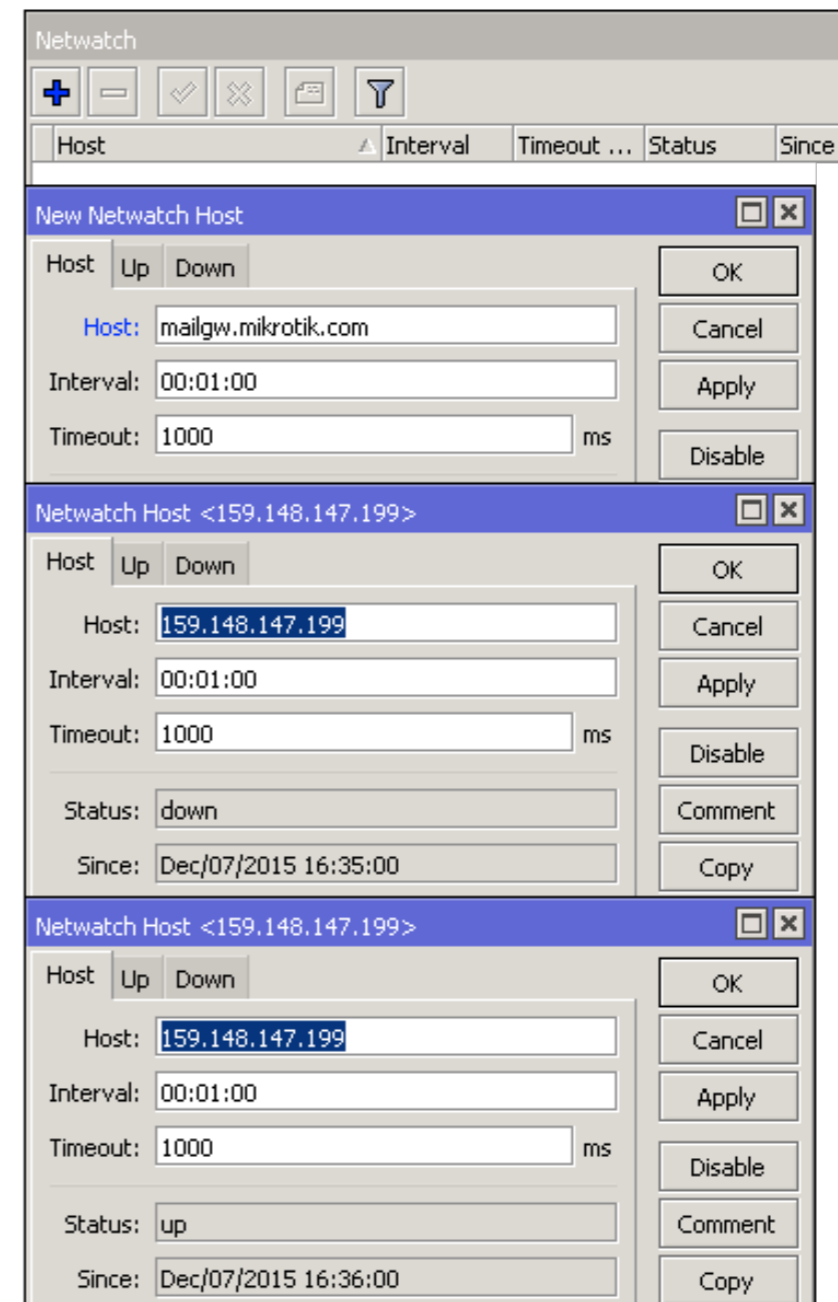 Netwatch
Host Interval Timeout ... Status Since
New Netwatch Host
Host Up Down OK
Host: mailgw.mikrotik.com Cancel
Interval: 00:01:00 Apply
Timeout: 1000 ms Disable
Netwatch Host <159.148.147.199>
Host Up Down OK
Host: 159.148.147.199 Cancel
Interval: 00:01:00 Apply
Timeout: 1000 ms Disable
Status: down Comment
Since: Dec/07/2015 16:35:00 Copy
Netwatch Host <159.148.147.199>
Host Up Down OK
Host: 159.148.147.199 Cancel
Interval: 00:01:00 Apply
Timeout: 1000 ms Disable
Status: up Comment
Since: Dec/07/2015 16:36:00 Copy